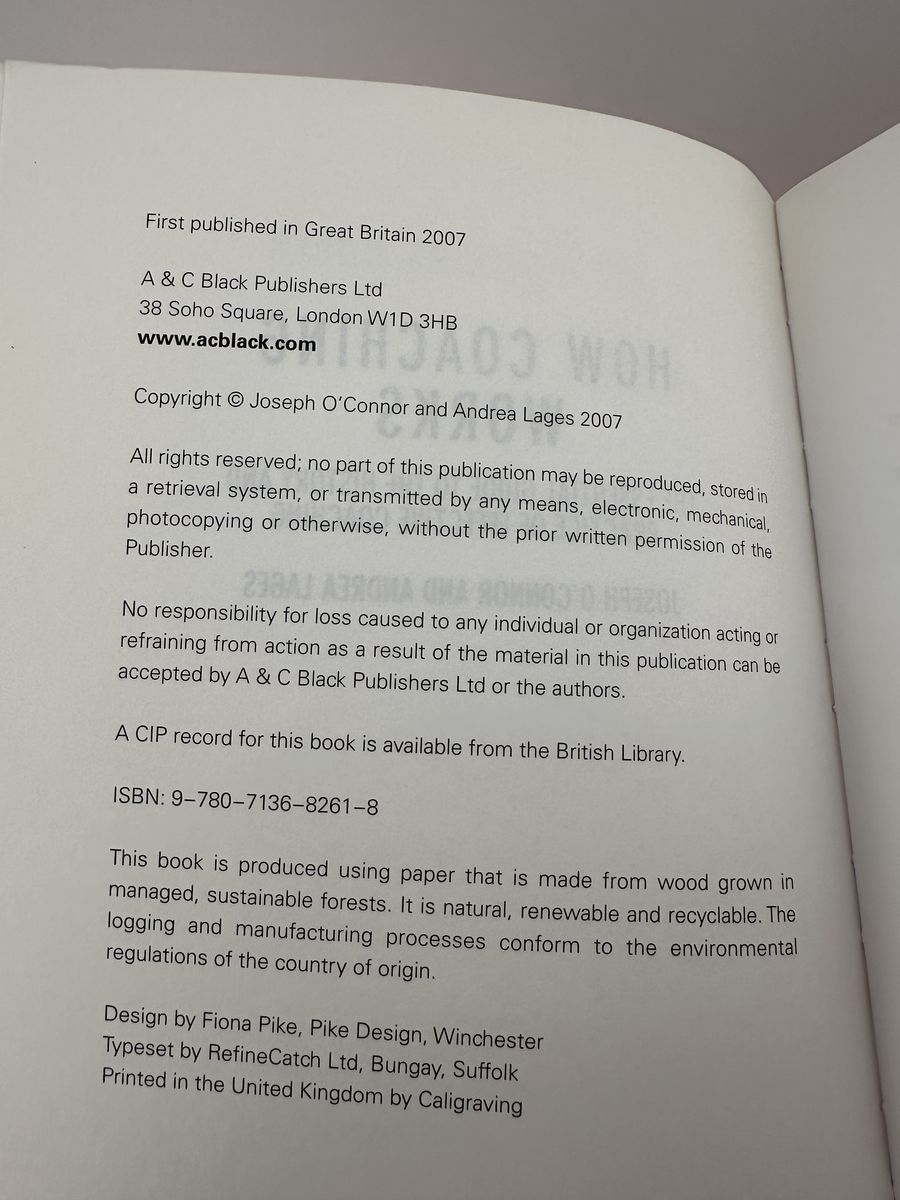 First published in Great Britain 2007
A & C Black Publishers Ltd
38 Soho Square, London W1D 3HB
www.acblack.com
Copyright © Joseph O'Connor and Andrea Lages 2007
All rights reserved; no part of this publication may be reproduced, stored in
a retrieval system, or transmitted by any means, electronic, mechanical,
photocopying or otherwise, without the prior written permission of the
Publisher.
No responsibility for loss caused to any individual or organization acting or
refraining from action as a result of the material in this publication can be
accepted by A & C Black Publishers Ltd or the authors.
A CIP record for this book is available from the British Library.
ISBN: 9–780–7136–8261–8
This book is produced using paper that is made from wood grown in
managed, sustainable forests. It is natural, renewable and recyclable. The
logging and manufacturing processes conform to the environmental
regulations of the country of origin.
Design by Fiona Pike, Pike Design, Winchester
Typeset by RefineCatch Ltd, Bungay, Suffolk
Printed in the United Kingdom by Caligraving
HOW COACHING
WORKS
JOSEPH O'CONNOR AND ANDREA LAGES